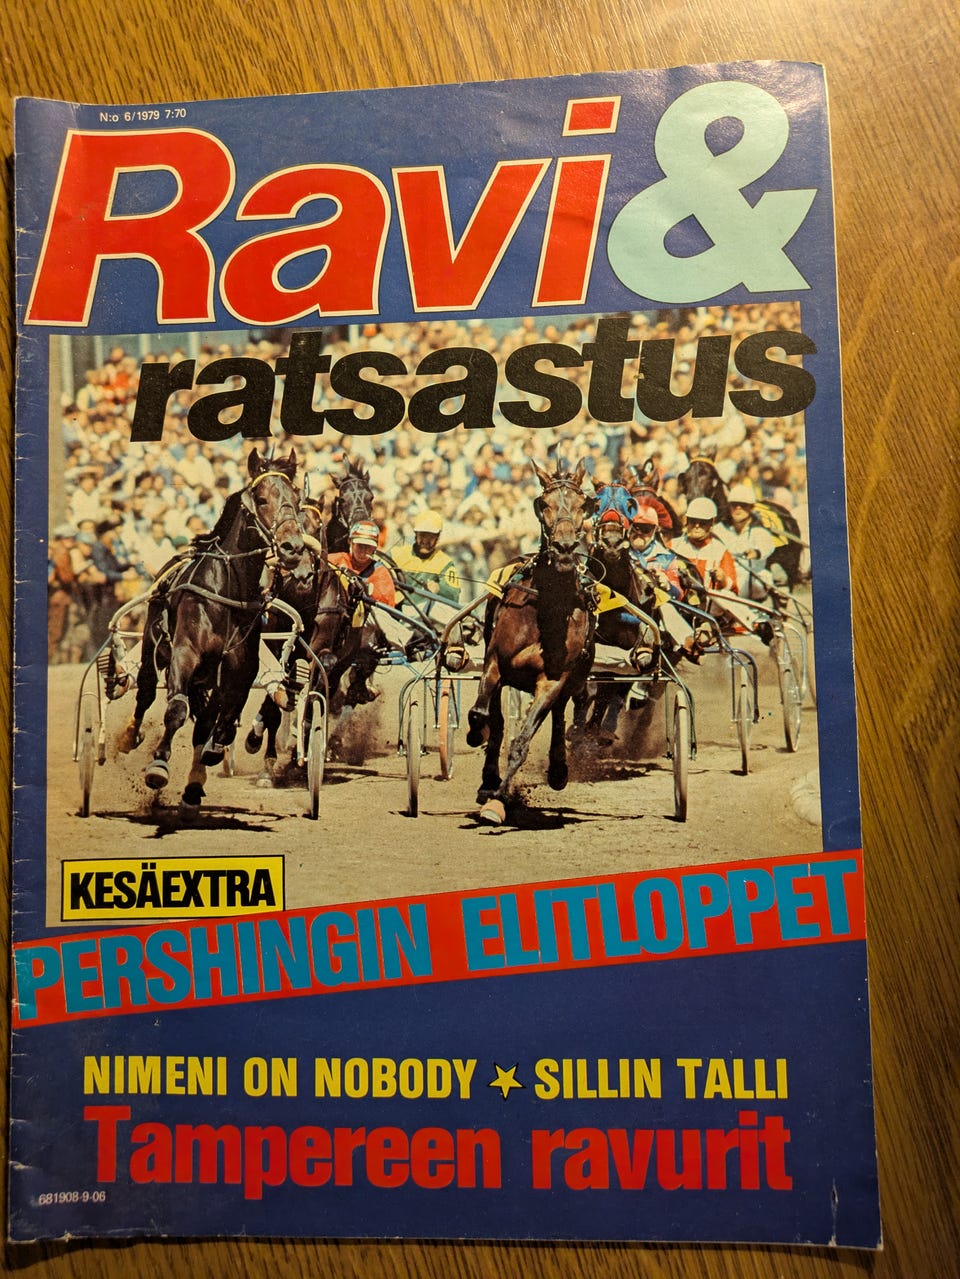 N:o 6/1979 7:70
Ravi &
ratsastus
KESÄEXTRA
PERSHINGIN ELITLOPPET
NIMENI ON NOBODY ★ SILLIN TALLI
Tampereen ravurit
681908-9-06